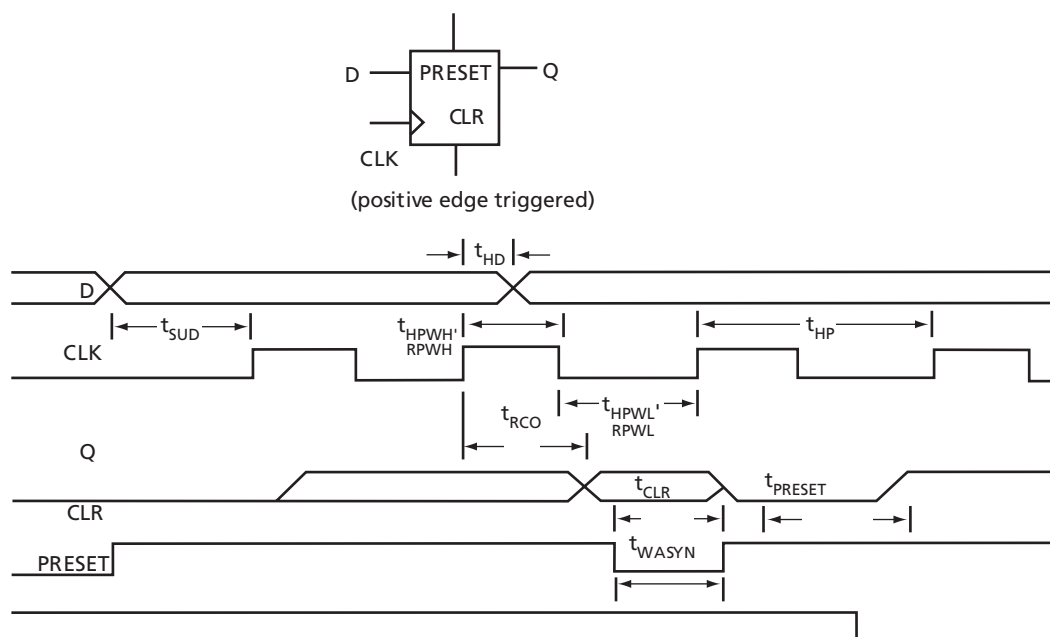 PRESET
D
Q
CLR
CLK
(positive edge triggered)
tHD
D
tSUD
tHPWH'
RPWH
tHP
CLK
tRCO
tHPWL'
RPWL
Q
tCLR
tPRESET
CLR
tWASYN
PRESET